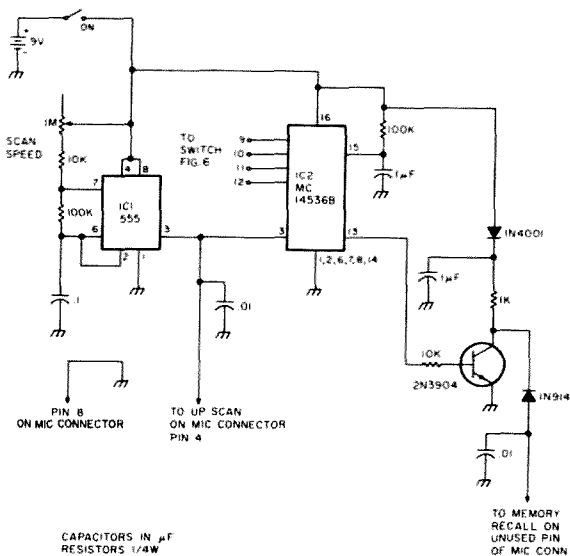 ON
+
9V
-
1M
SCAN
SPEED
10K
100K
.1
7
6
4 8
IC1
555
3
2 1
TO
SWITCH
FIG. 6
9
10
11
12
16
IC2
MC
14536B
15
3
13
1,2,6,7,8,14
100K
1µF
1N4001
1µF
1K
.01
10K
2N3904
1N914
.01
PIN 8
ON MIC CONNECTOR
TO UP SCAN
ON MIC CONNECTOR
PIN 4
TO MEMORY
RECALL ON
UNUSED PIN
OF MIC CONN
CAPACITORS IN µF
RESISTORS 1/4W